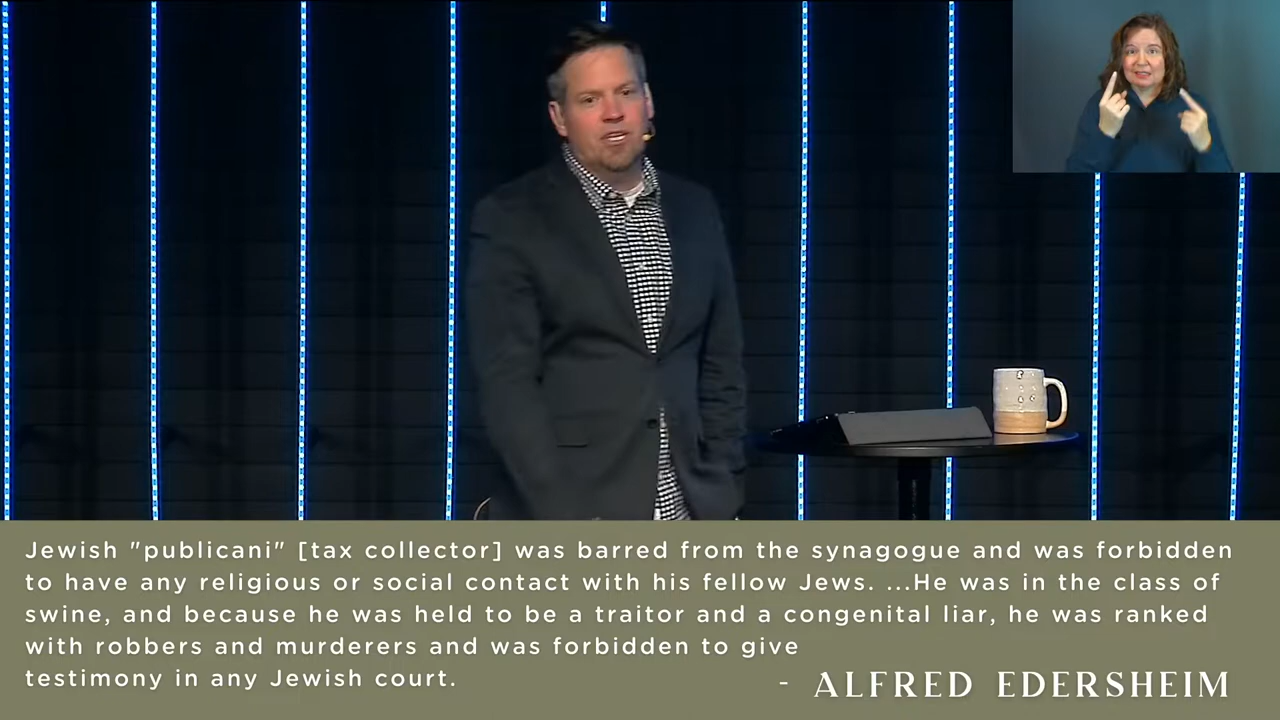 Jewish "publicani" [tax collector] was barred from the synagogue and was forbidden
to have any religious or social contact with his fellow Jews. ...He was in the class of
swine, and because he was held to be a traitor and a congenital liar, he was ranked
with robbers and murderers and was forbidden to give
testimony in any Jewish court.
- ALFRED EDERSHEIM